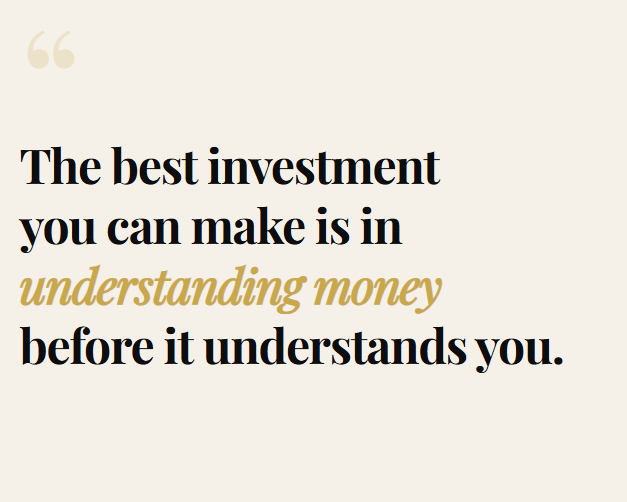 “
The best investment
you can make is in
understanding money
before it understands you.